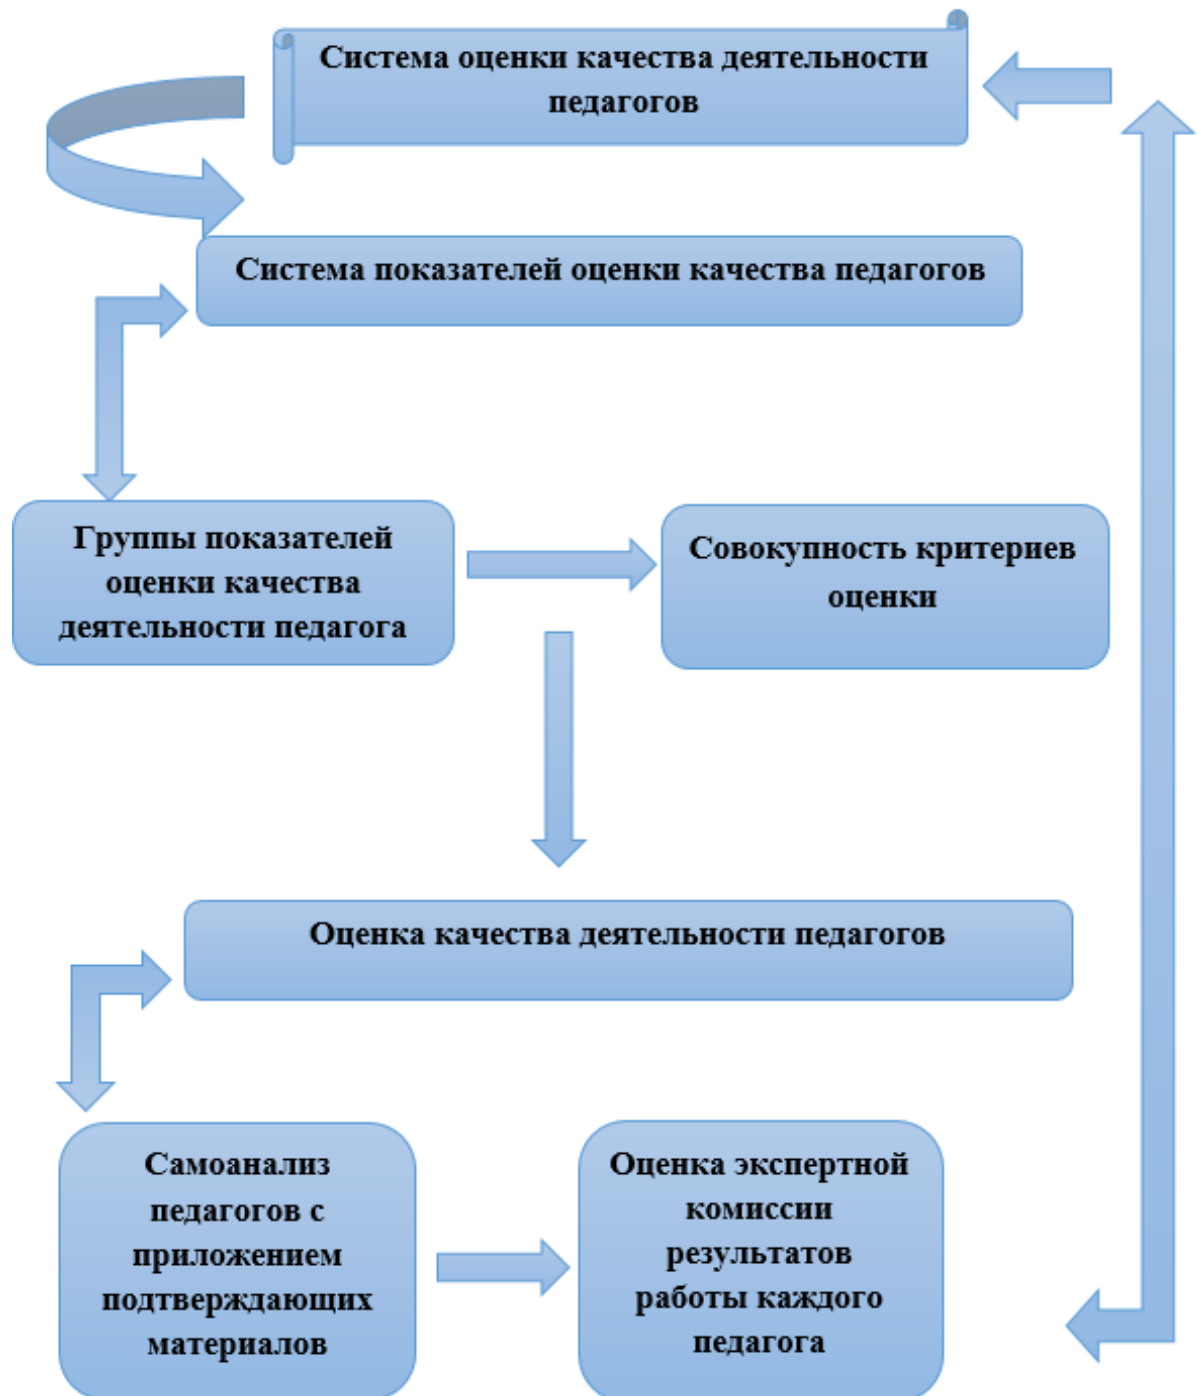 Система оценки качества деятельности
педагогов
Система показателей оценки качества педагогов
Группы показателей
оценки качества
деятельности педагога
Совокупность критериев
оценки
Оценка качества деятельности педагогов
Самоанализ
педагогов с
приложением
подтверждающих
материалов
Оценка экспертной
комиссии
результатов
работы каждого
педагога